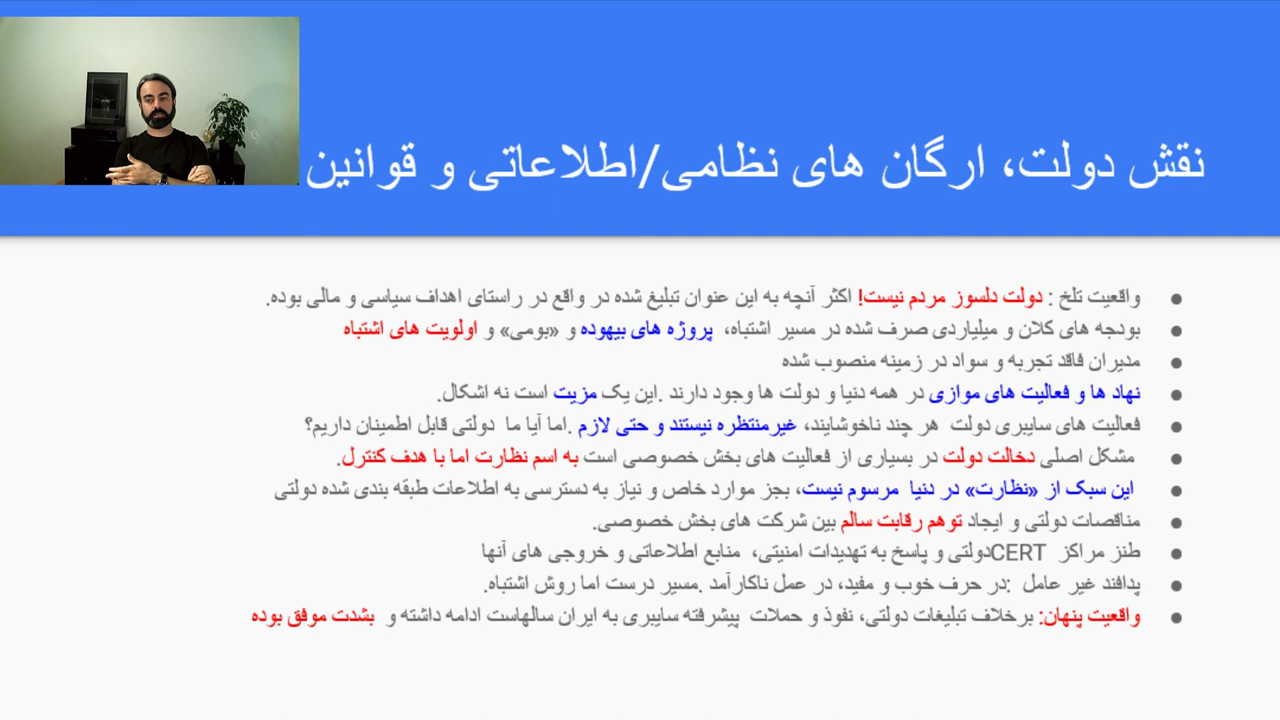 نقش دولت، ارگان های نظامی/اطلاعاتی و قوانین
واقعیت تلخ : دولت دلسوز مردم نیست! اکثر آنچه به این عنوان تبلیغ شده در واقع در راستای اهداف سیاسی و مالی بوده.
بودجه های کلان و میلیاردی صرف شده در مسیر اشتباه، پروژه های بیهوده و «بومی» و اولویت های اشتباه
مدیران فاقد تجربه و سواد در زمینه منصوب شده
نهاد ها و فعالیت های موازی در همه دنیا و دولت ها وجود دارند .این یک مزیت است نه اشکال.
فعالیت های سایبری دولت هر چند ناخوشایند، غیرمنتظره نیستند و حتی لازم .اما آیا ما دولتی قابل اطمینان داریم؟
مشکل اصلی دخالت دولت در بسیاری از فعالیت های بخش خصوصی است به اسم نظارت اما با هدف کنترل.
این سبک از «نظارت» در دنیا مرسوم نیست، بجز موارد خاص و نیاز به دسترسی به اطلاعات طبقه بندی شده دولتی
مناقصات دولتی و ایجاد توهم رقابت سالم بین شرکت های بخش خصوصی.
طنز مراکز CERTدولتی و پاسخ به تهدیدات امنیتی، منابع اطلاعاتی و خروجی های آنها
پدافند غیر عامل :در حرف خوب و مفید، در عمل ناکارآمد .مسیر درست اما روش اشتباه.
واقعیت پنهان: برخلاف تبلیغات دولتی، نفوذ و حملات پیشرفته سایبری به ایران سالهاست ادامه داشته و بشدت موفق بوده